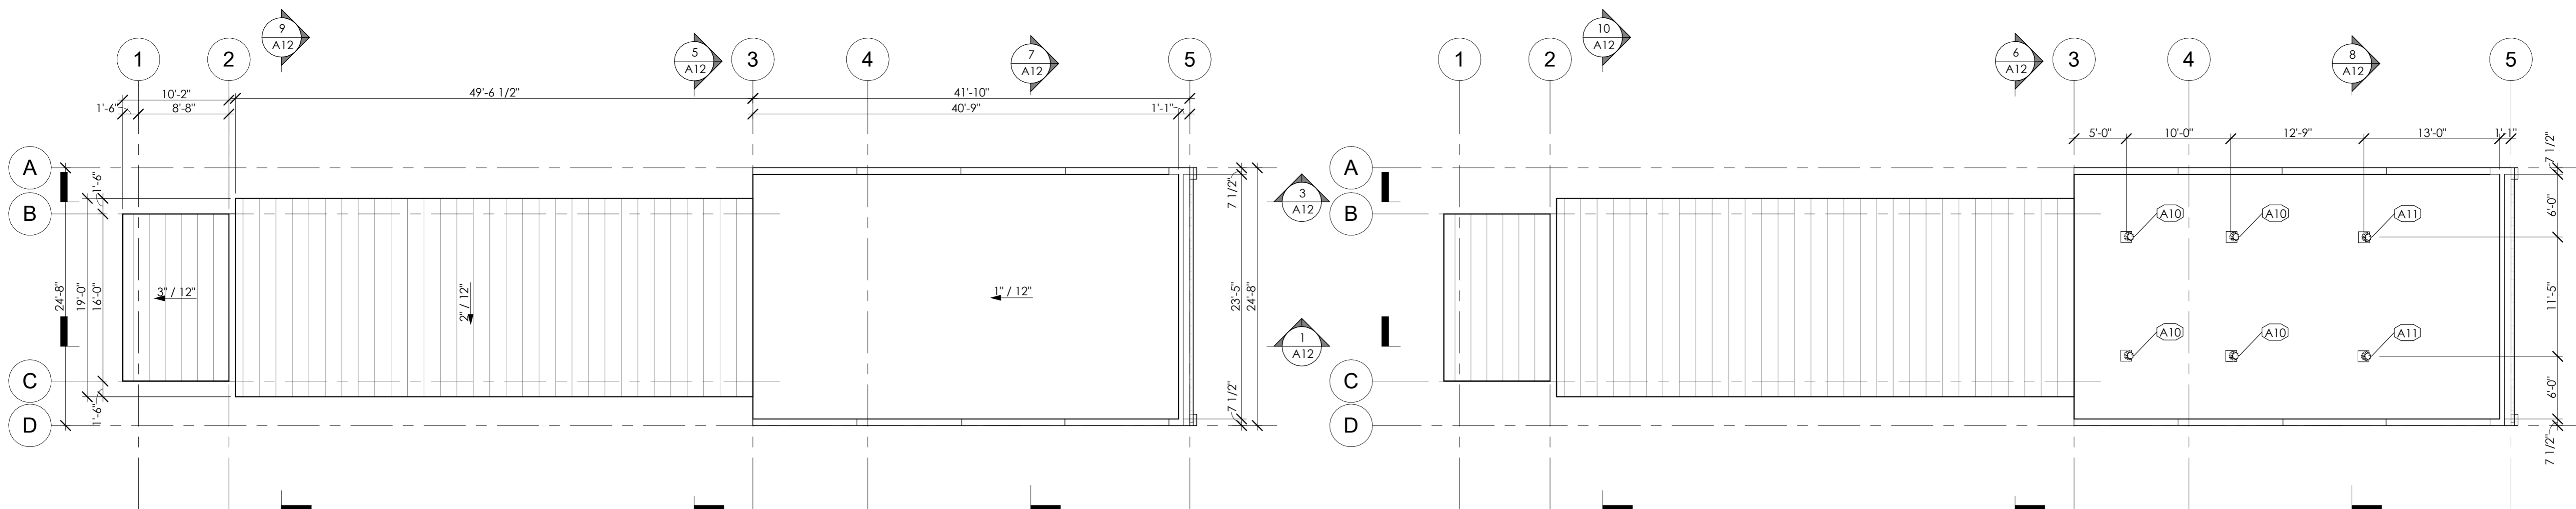 9
A12
5
A12
7
A12
1
2
3
4
5
10'-2"
49'-6 1/2"
41'-10"
1'-6"
8'-8"
40'-9"
1'-1"
A
B
C
D
1'-6"
24'-8"
19'-0"
16'-0"
1'-6"
3" / 12"
2" / 12"
1" / 12"
7 1/2"
23'-5"
24'-8"
7 1/2"
3
A12
1
A12
10
A12
6
A12
8
A12
1
2
3
4
5
5'-0"
10'-0"
12'-9"
13'-0"
1'-1"
A
B
C
D
A10
A10
A11
A10
A10
A11
7 1/2"
6'-0"
11'-5"
6'-0"
7 1/2"